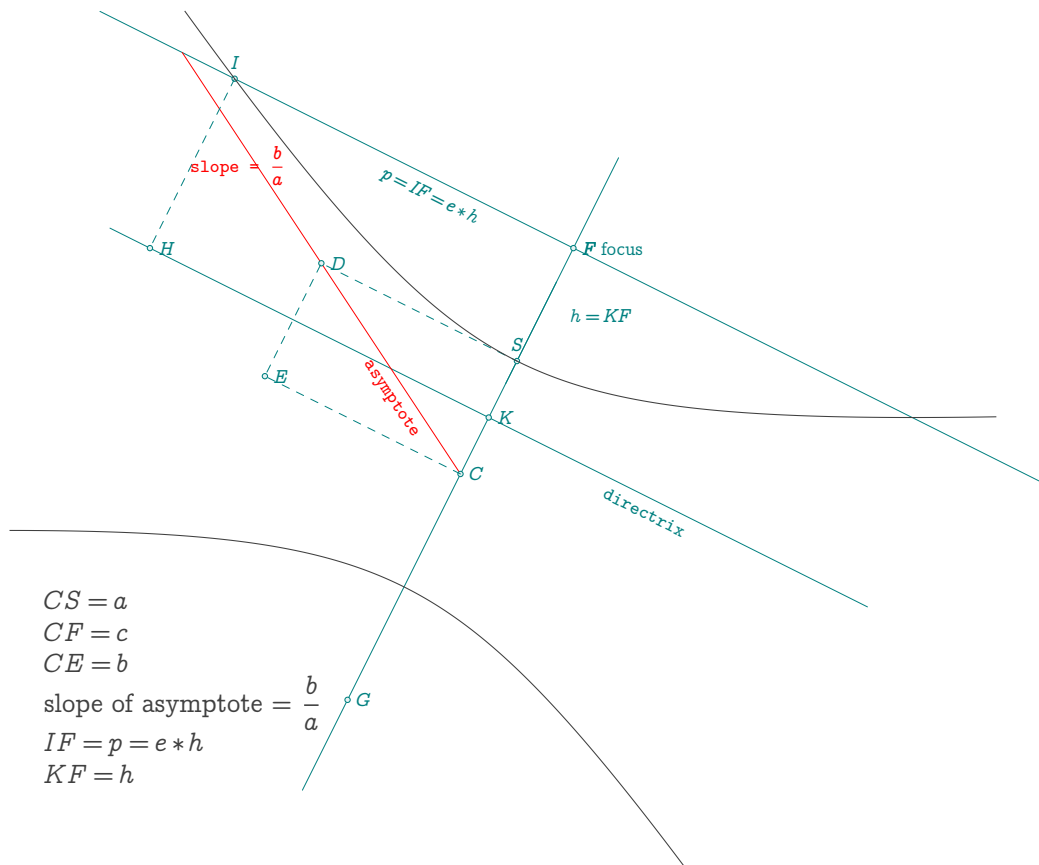 I
slope = b/a
p = IF = e * h
H
F focus
D
h = KF
S
E
asymptote
K
C
directrix
CS = a
CF = c
CE = b
slope of asymptote = b/a
G
IF = p = e * h
KF = h